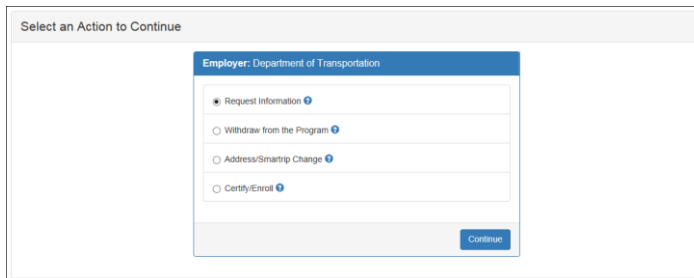 Select an Action to Continue
Employer: Department of Transportation
Request Information
Withdraw from the Program
Address/Smartrip Change
Certify/Enroll
Continue